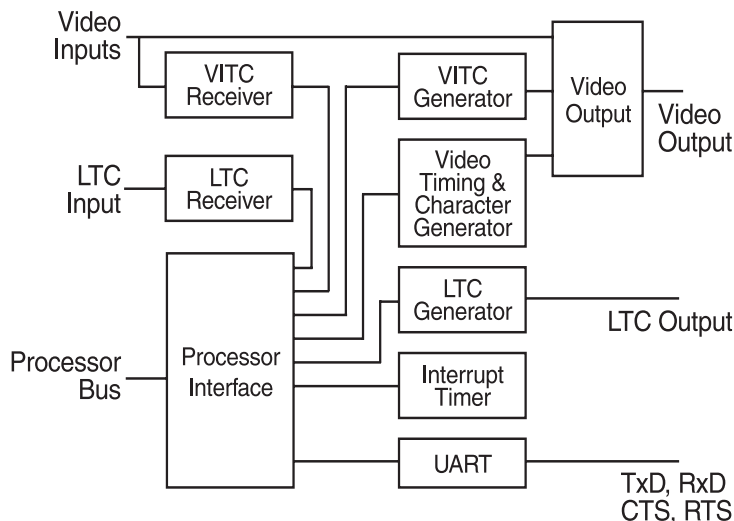 Video
Inputs
VITC
Receiver
VITC
Generator
Video
Output
Video
Output
LTC
Input
LTC
Receiver
Video
Timing &
Character
Generator
LTC
Generator
LTC Output
Processor
Bus
Processor
Interface
Interrupt
Timer
UART
TxD, RxD
CTS, RTS